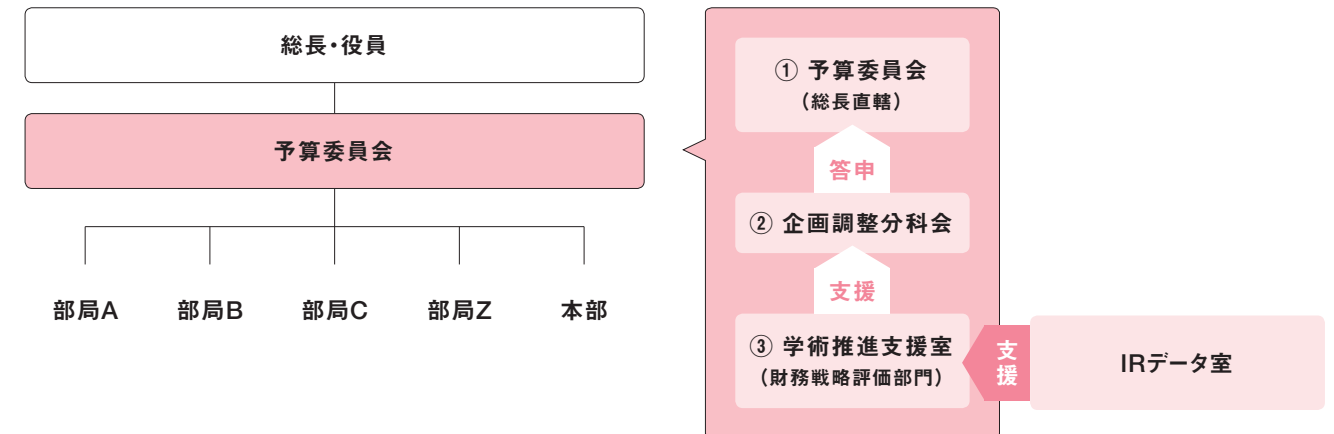 総長・役員
予算委員会
部局A
部局B
部局C
部局Z
本部
① 予算委員会
（総長直轄）
答申
② 企画調整分科会
支援
③ 学術推進支援室
（財務戦略評価部門）
支援
IRデータ室